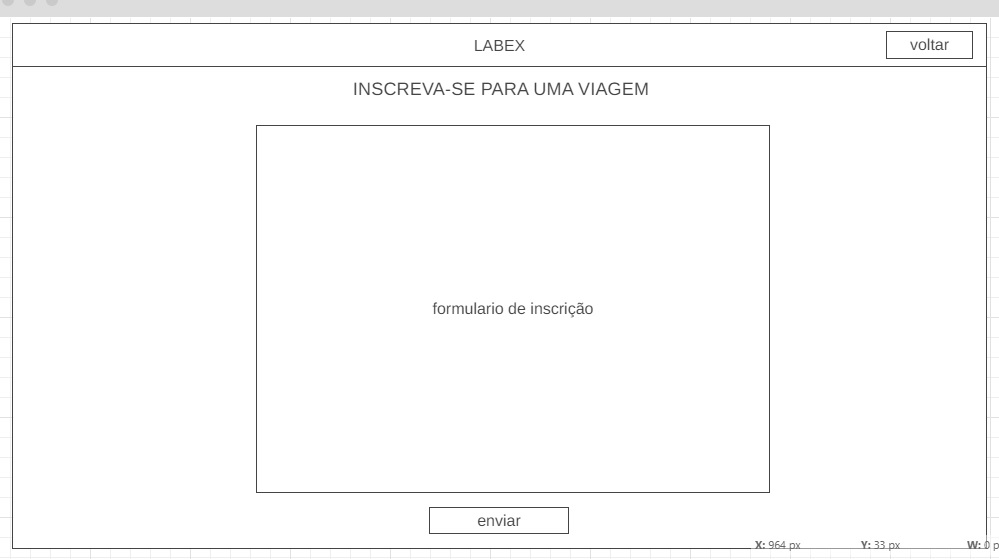 LABEX
voltar
INSCREVA-SE PARA UMA VIAGEM
formulario de inscrição
enviar
X: 964 px Y: 33 px W: 0 p